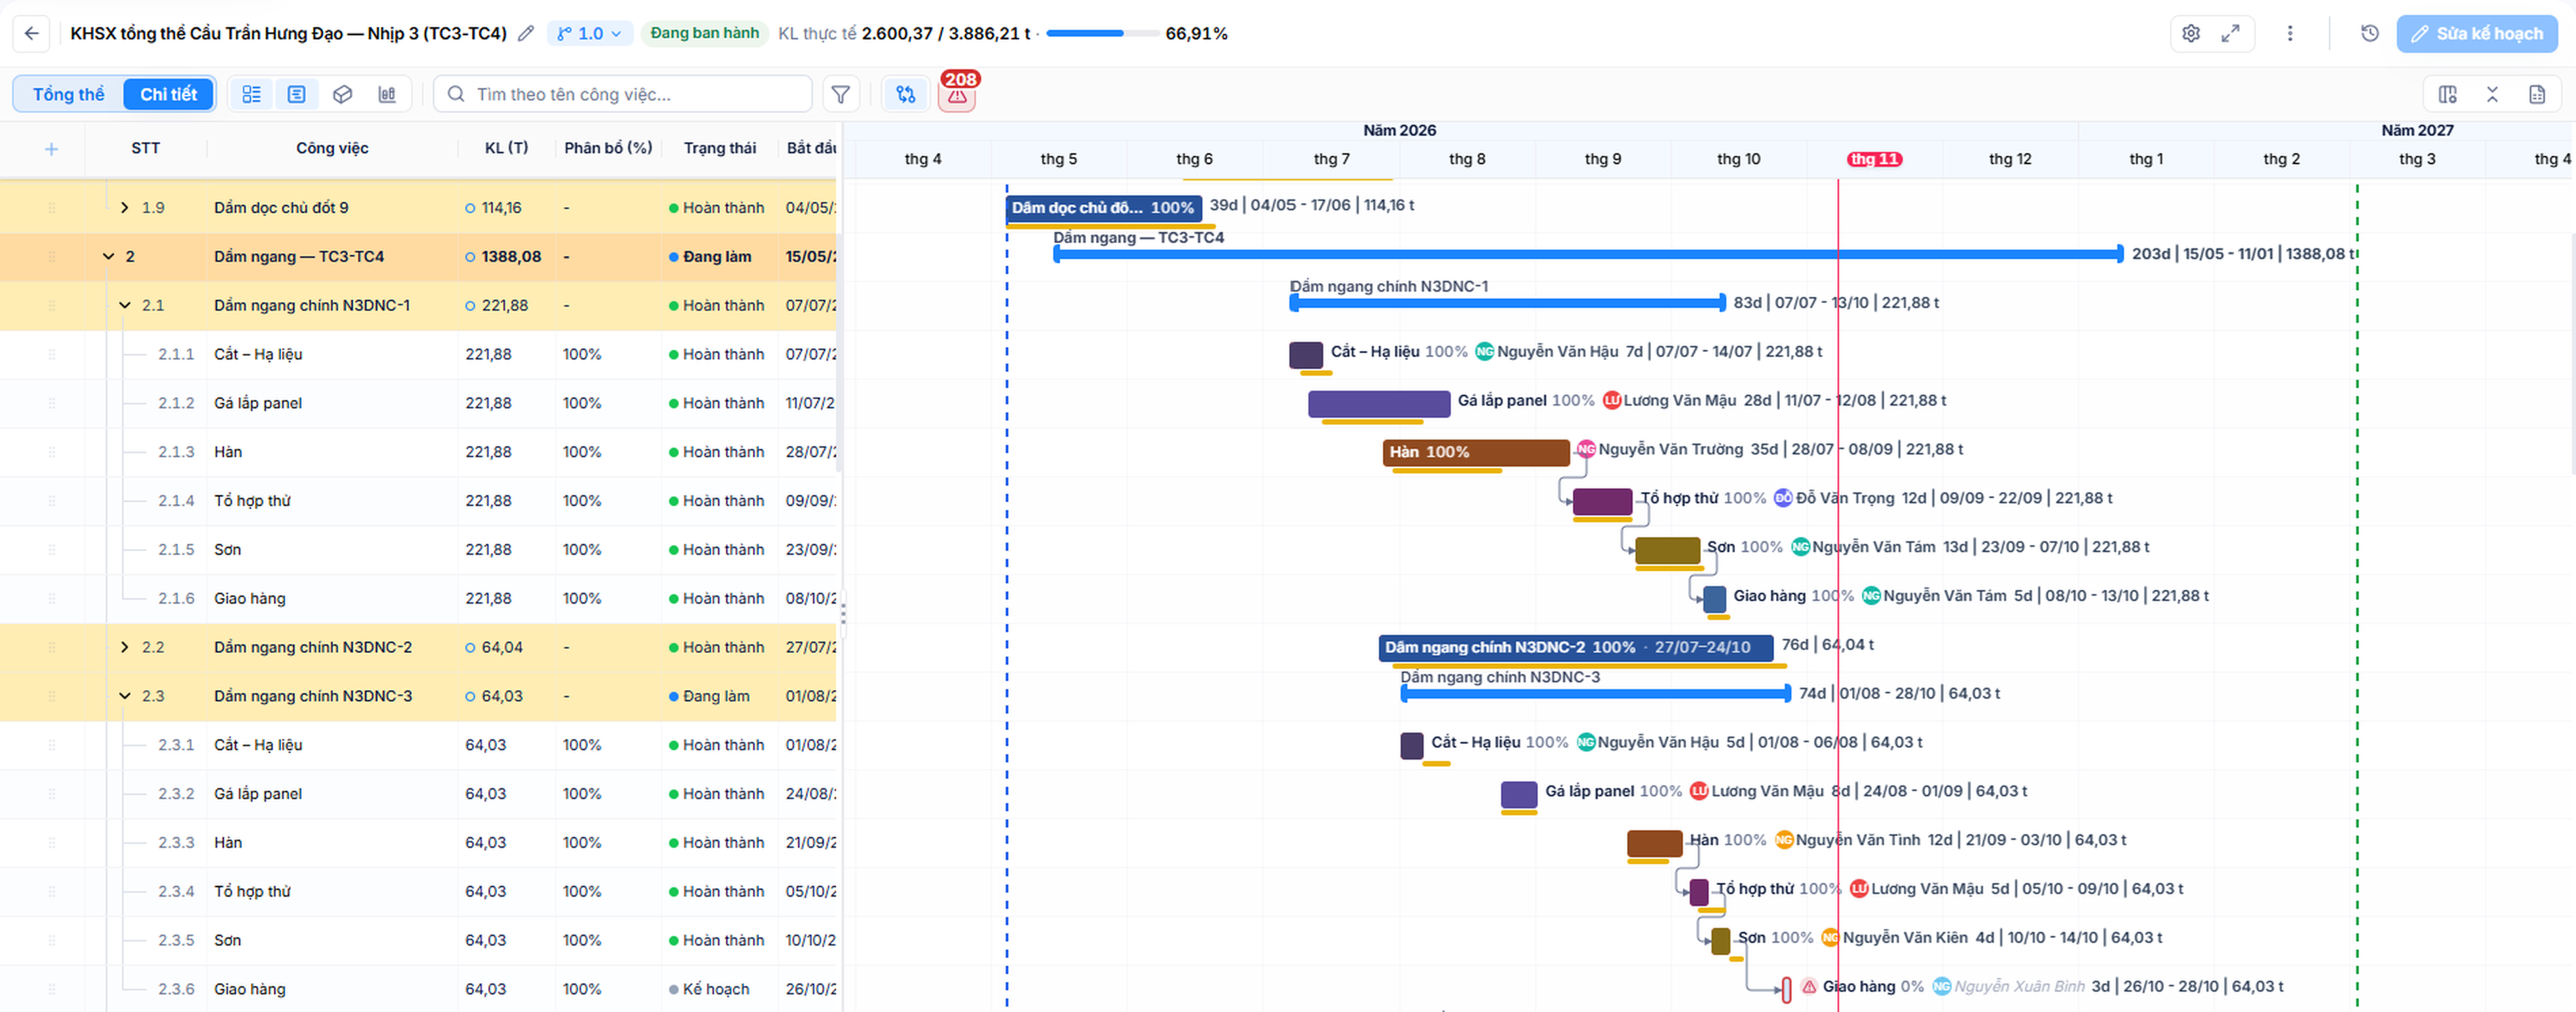 KHSX tổng thể Cầu Trần Hưng Đạo — Nhịp 3 (TC3-TC4) 1.0 Đang ban hành KL thực tế 2.600,37 / 3.886,21 t · 66,91% Sửa kế hoạch
Tổng thể Chi tiết Tìm theo tên công việc... 208
Năm 2026 Năm 2027
STT Công việc KL (T) Phân bổ (%) Trạng thái Bắt đầu thg 4 thg 5 thg 6 thg 7 thg 8 thg 9 thg 10 thg 11 thg 12 thg 1 thg 2 thg 3 thg 4
1.9 Dầm dọc chủ đốt 9 114,16 - Hoàn thành 04/05/ Dầm dọc chủ đố... 100% 39d | 04/05 - 17/06 | 114,16 t
2 Dầm ngang — TC3-TC4 1388,08 - Đang làm 15/05/2 Dầm ngang — TC3-TC4 203d | 15/05 - 11/01 | 1388,08 t
2.1 Dầm ngang chính N3DNC-1 221,88 - Hoàn thành 07/07/2 Dầm ngang chính N3DNC-1 83d | 07/07 - 13/10 | 221,88 t
2.1.1 Cắt – Hạ liệu 221,88 100% Hoàn thành 07/07/2 Cắt – Hạ liệu 100% NG Nguyễn Văn Hậu 7d | 07/07 - 14/07 | 221,88 t
2.1.2 Gá lắp panel 221,88 100% Hoàn thành 11/07/2 Gá lắp panel 100% LƯ Lương Văn Mậu 28d | 11/07 - 12/08 | 221,88 t
2.1.3 Hàn 221,88 100% Hoàn thành 28/07/2 Hàn 100% NG Nguyễn Văn Trường 35d | 28/07 - 08/09 | 221,88 t
2.1.4 Tổ hợp thử 221,88 100% Hoàn thành 09/09/ Tổ hợp thử 100% ĐỖ Đỗ Văn Trọng 12d | 09/09 - 22/09 | 221,88 t
2.1.5 Sơn 221,88 100% Hoàn thành 23/09/ Sơn 100% NG Nguyễn Văn Tám 13d | 23/09 - 07/10 | 221,88 t
2.1.6 Giao hàng 221,88 100% Hoàn thành 08/10/2 Giao hàng 100% NG Nguyễn Văn Tám 5d | 08/10 - 13/10 | 221,88 t
2.2 Dầm ngang chính N3DNC-2 64,04 - Hoàn thành 27/07/2 Dầm ngang chính N3DNC-2 100% · 27/07–24/10 76d | 64,04 t
2.3 Dầm ngang chính N3DNC-3 64,03 - Đang làm 01/08/2 Dầm ngang chính N3DNC-3 74d | 01/08 - 28/10 | 64,03 t
2.3.1 Cắt – Hạ liệu 64,03 100% Hoàn thành 01/08/2 Cắt – Hạ liệu 100% NG Nguyễn Văn Hậu 5d | 01/08 - 06/08 | 64,03 t
2.3.2 Gá lắp panel 64,03 100% Hoàn thành 24/08/ Gá lắp panel 100% LƯ Lương Văn Mậu 8d | 24/08 - 01/09 | 64,03 t
2.3.3 Hàn 64,03 100% Hoàn thành 21/09/2 Hàn 100% NG Nguyễn Văn Tình 12d | 21/09 - 03/10 | 64,03 t
2.3.4 Tổ hợp thử 64,03 100% Hoàn thành 05/10/2 Tổ hợp thử 100% LƯ Lương Văn Mậu 5d | 05/10 - 09/10 | 64,03 t
2.3.5 Sơn 64,03 100% Hoàn thành 10/10/2 Sơn 100% NG Nguyễn Văn Kiên 4d | 10/10 - 14/10 | 64,03 t
2.3.6 Giao hàng 64,03 100% Kế hoạch 26/10/2 Giao hàng 0% NG Nguyễn Xuân Bình 3d | 26/10 - 28/10 | 64,03 t